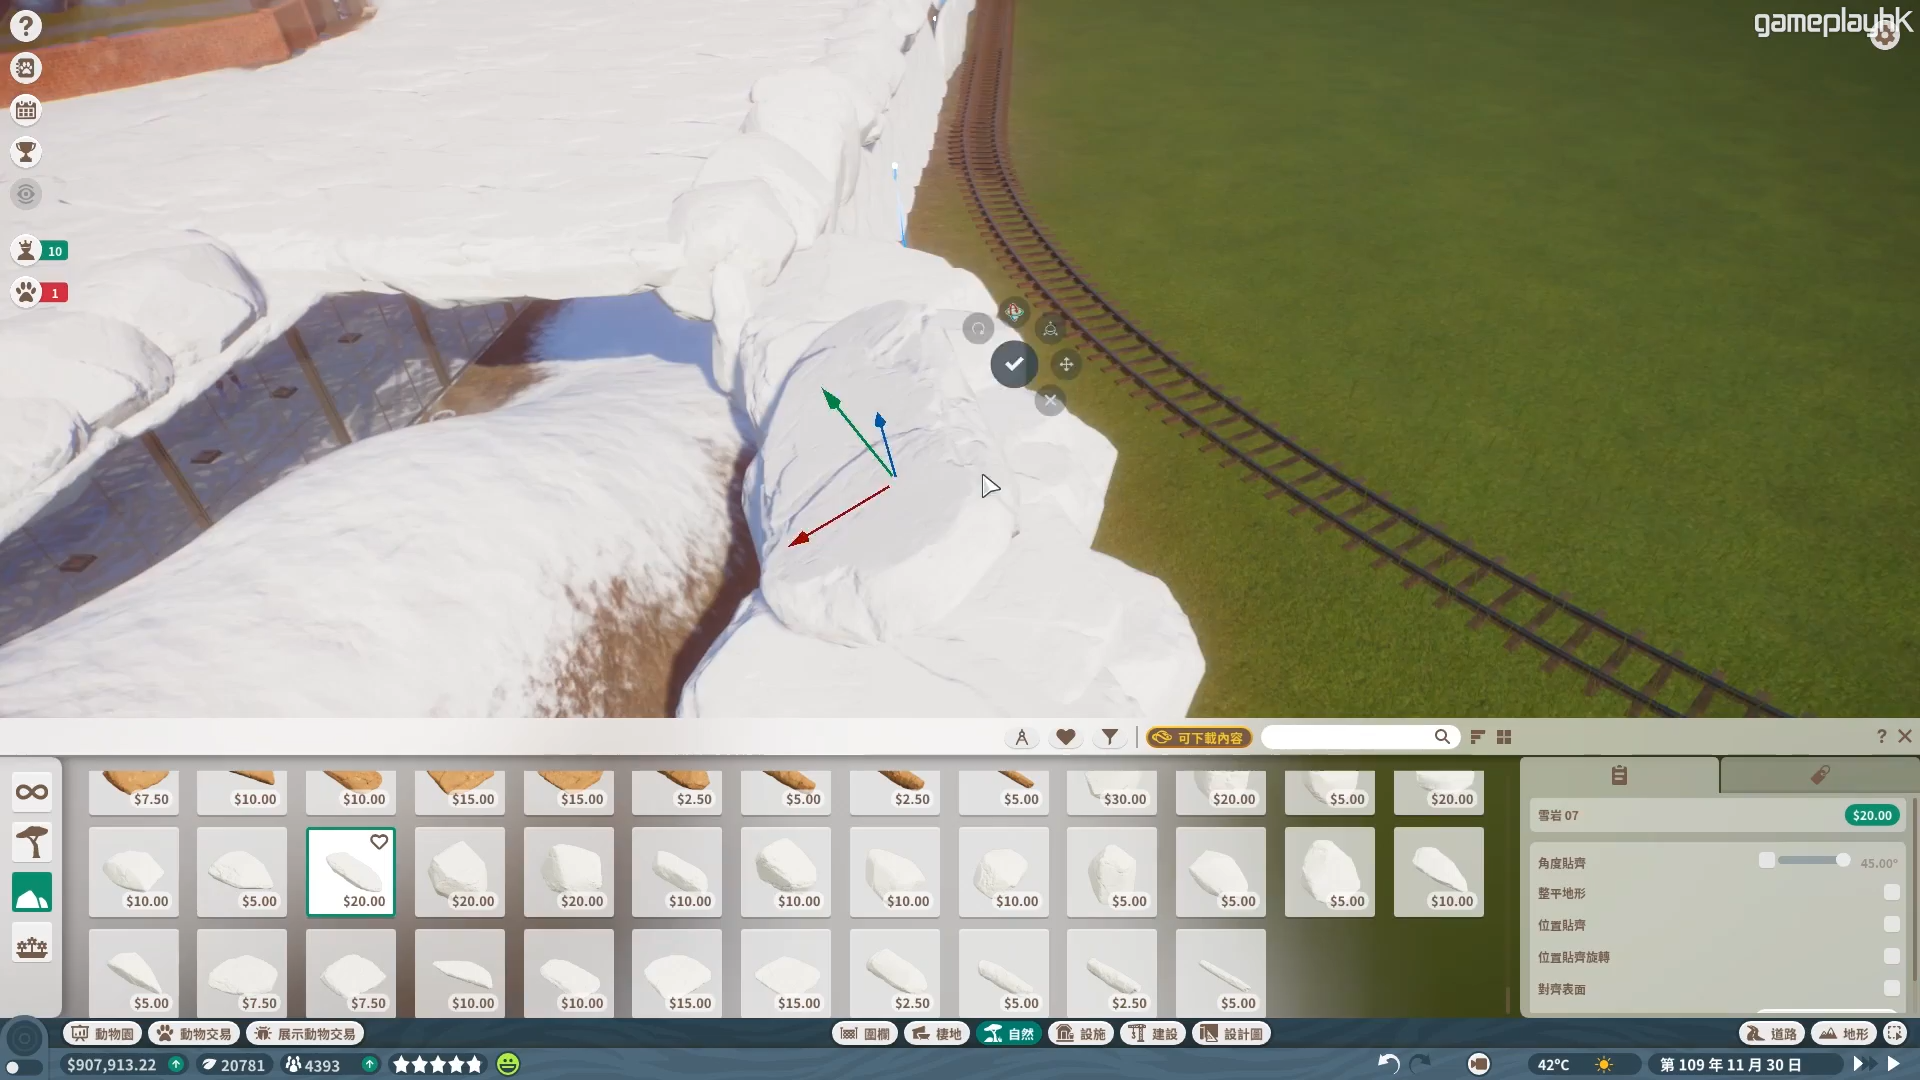 gameplayhk
10
1
可下載內容
$7.50 $10.00 $10.00 $15.00 $15.00 $2.50 $5.00 $2.50 $5.00 $30.00 $20.00 $5.00 $20.00
$10.00 $5.00 $20.00 $20.00 $20.00 $10.00 $10.00 $10.00 $10.00 $5.00 $5.00 $5.00 $10.00
$5.00 $7.50 $7.50 $10.00 $10.00 $15.00 $15.00 $2.50 $5.00 $2.50 $5.00
雪岩 07 $20.00
角度貼齊 45.00°
整平地形
位置貼齊
位置貼齊旋轉
對齊表面
動物園 動物交易 展示動物交易 圍欄 棲地 自然 設施 建設 設計圖 道路 地形
$907,913.22 20781 4393 42°C 第 109 年 11 月 30 日